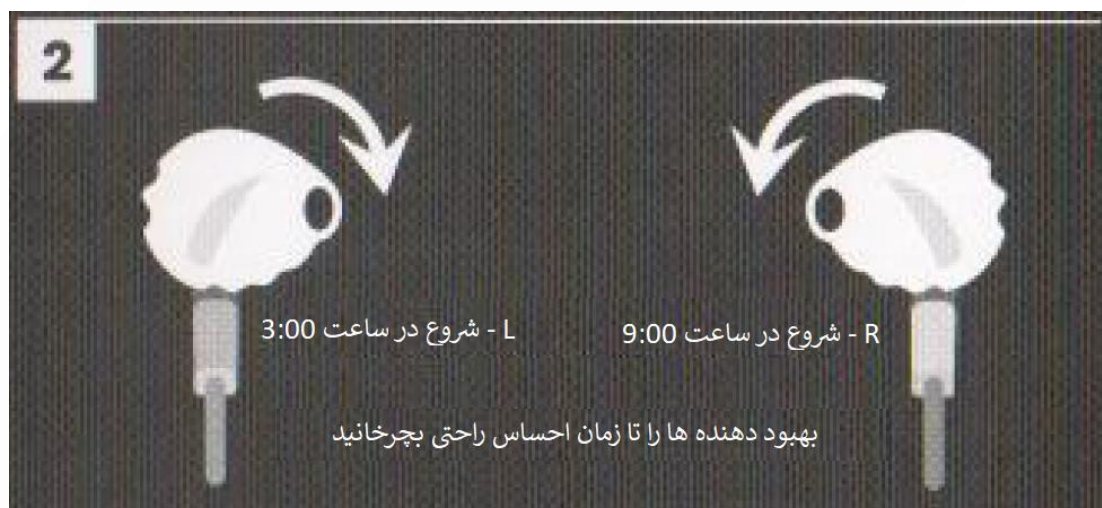 2
L - شروع در ساعت 3:00
R - شروع در ساعت 9:00
بهبود دهنده ها را تا زمان احساس راحتی بچرخانید